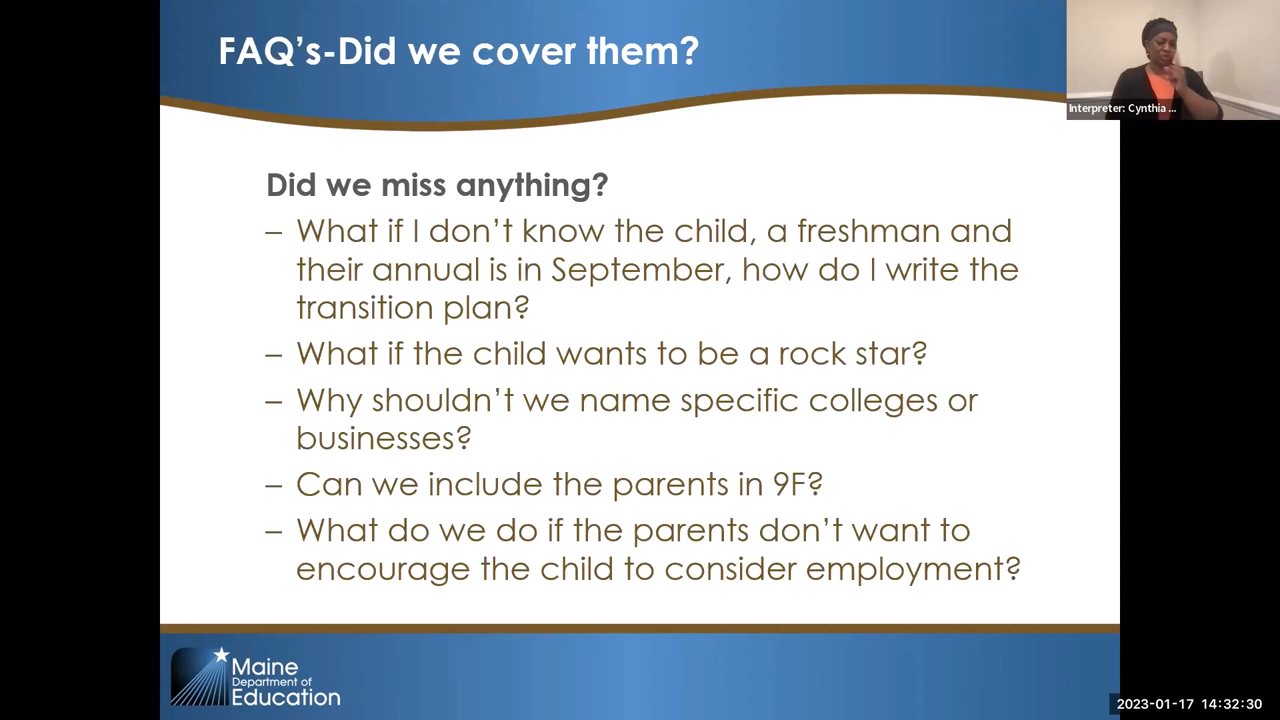 FAQ's-Did we cover them?
Interpreter: Cynthia ...
Did we miss anything?
– What if I don't know the child, a freshman and
their annual is in September, how do I write the
transition plan?
– What if the child wants to be a rock star?
– Why shouldn't we name specific colleges or
businesses?
– Can we include the parents in 9F?
– What do we do if the parents don't want to
encourage the child to consider employment?
Maine
Department of
Education
2023-01-17 14:32:30